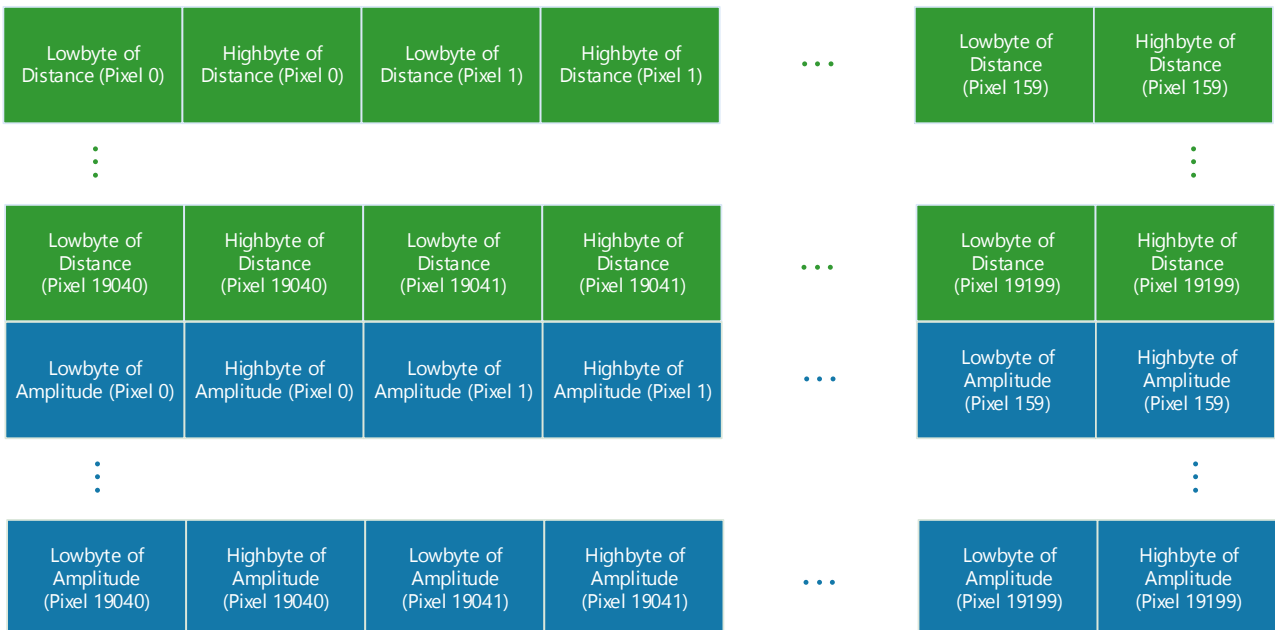 Lowbyte of
Distance (Pixel 0)
Highbyte of
Distance (Pixel 0)
Lowbyte of
Distance (Pixel 1)
Highbyte of
Distance (Pixel 1)
Lowbyte of
Distance
(Pixel 159)
Highbyte of
Distance
(Pixel 159)
Lowbyte of
Distance
(Pixel 19040)
Highbyte of
Distance
(Pixel 19040)
Lowbyte of
Distance
(Pixel 19041)
Highbyte of
Distance
(Pixel 19041)
Lowbyte of
Distance
(Pixel 19199)
Highbyte of
Distance
(Pixel 19199)
Lowbyte of
Amplitude (Pixel 0)
Highbyte of
Amplitude (Pixel 0)
Lowbyte of
Amplitude (Pixel 1)
Highbyte of
Amplitude (Pixel 1)
Lowbyte of
Amplitude
(Pixel 159)
Highbyte of
Amplitude
(Pixel 159)
Lowbyte of
Amplitude
(Pixel 19040)
Highbyte of
Amplitude
(Pixel 19040)
Lowbyte of
Amplitude
(Pixel 19041)
Highbyte of
Amplitude
(Pixel 19041)
Lowbyte of
Amplitude
(Pixel 19199)
Highbyte of
Amplitude
(Pixel 19199)